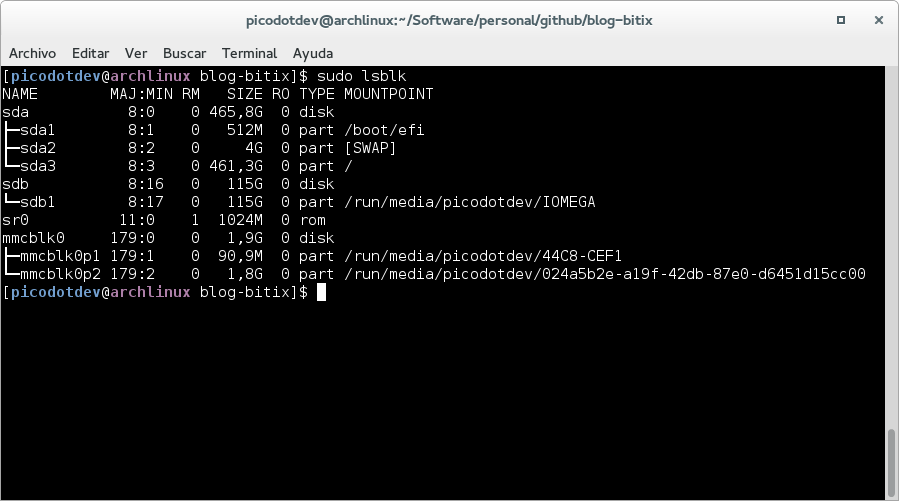 picodotdev@archlinux:~/Software/personal/github/blog-bitix
Archivo Editar Ver Buscar Terminal Ayuda
[picodotdev@archlinux blog-bitix]$ sudo lsblk
NAME        MAJ:MIN RM   SIZE RO TYPE MOUNTPOINT
sda           8:0    0 465,8G  0 disk
├─sda1        8:1    0   512M  0 part /boot/efi
├─sda2        8:2    0     4G  0 part [SWAP]
└─sda3        8:3    0 461,3G  0 part /
sdb           8:16   0   115G  0 disk
└─sdb1        8:17   0   115G  0 part /run/media/picodotdev/IOMEGA
sr0          11:0    1  1024M  0 rom
mmcblk0     179:0    0   1,9G  0 disk
├─mmcblk0p1 179:1    0  90,9M  0 part /run/media/picodotdev/44C8-CEF1
└─mmcblk0p2 179:2    0   1,8G  0 part /run/media/picodotdev/024a5b2e-a19f-42db-87e0-d6451d15cc00
[picodotdev@archlinux blog-bitix]$